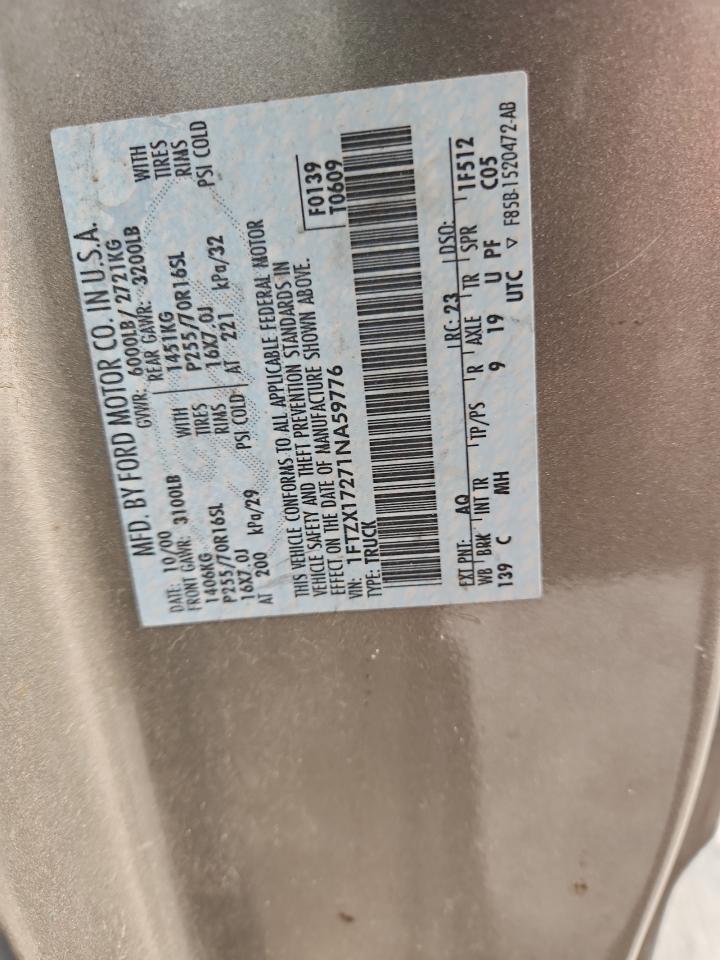 MFD. BY FORD MOTOR CO. IN U.S.A.
DATE: 10/00 GVWR: 6000LB/ 2721KG
FRONT GAWR: 3100LB REAR GAWR: 3200LB
1406KG WITH 1451KG WITH
P255/70R16SL TIRES P255/70R16SL TIRES
16X7.0J RIMS 16X7.0J RIMS
AT 200 kPa/29 PSI COLD AT 221 kPa/32 PSI COLD
THIS VEHICLE CONFORMS TO ALL APPLICABLE FEDERAL MOTOR
VEHICLE SAFETY AND THEFT PREVENTION STANDARDS IN
EFFECT ON THE DATE OF MANUFACTURE SHOWN ABOVE.
VIN: 1FTZX17271NA59776
TYPE: TRUCK
F0139
T0609
EXT PNT: AQ RC: 23 DSO:
WB BRK INT TR TP/PS R AXLE TR SPR 1F512
139 C MH 9 19 U PF C05
UTC ▽ F85B-1520472-AB